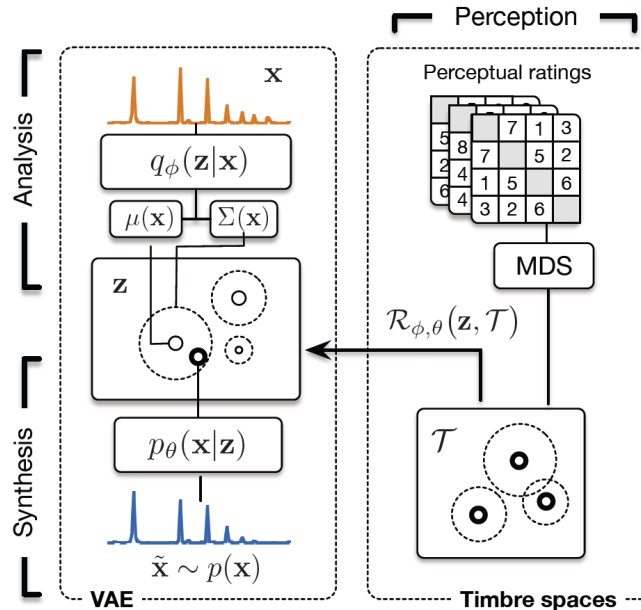 Perception
Perceptual ratings
Analysis
x
5
2
6
8
4
4
7 1 3
7 5 2
1 5 6
3 2 6
qϕ(z|x)
μ(x)
Σ(x)
MDS
z
Rϕ,θ(z, T)
Synthesis
pθ(x|z)
T
x̃ ∼ p(x)
VAE
Timbre spaces